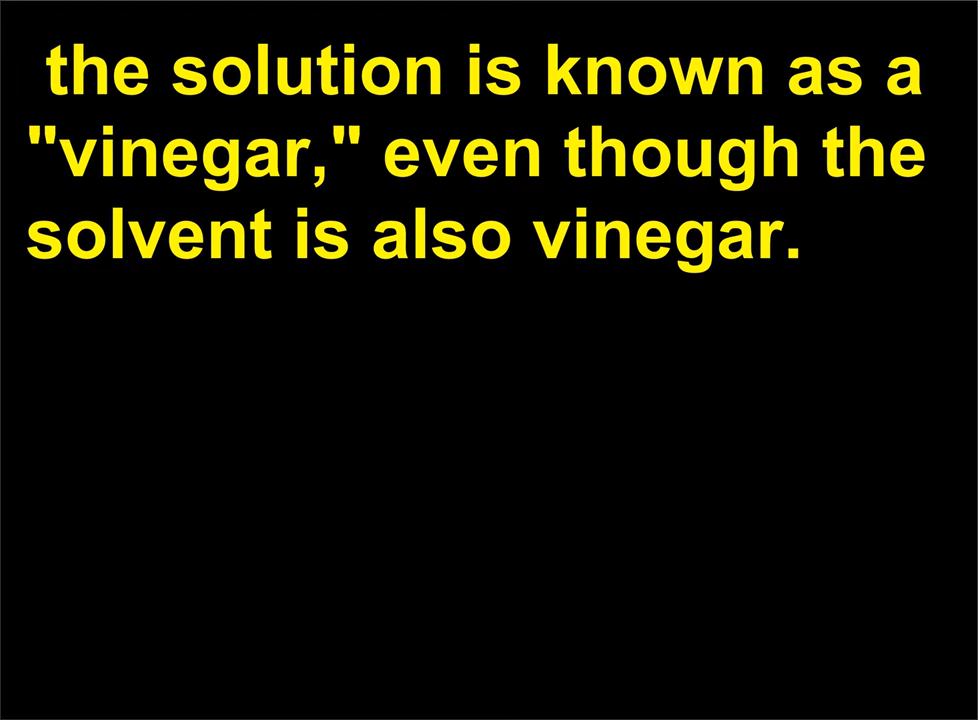 the solution is known as a
"vinegar," even though the
solvent is also vinegar.